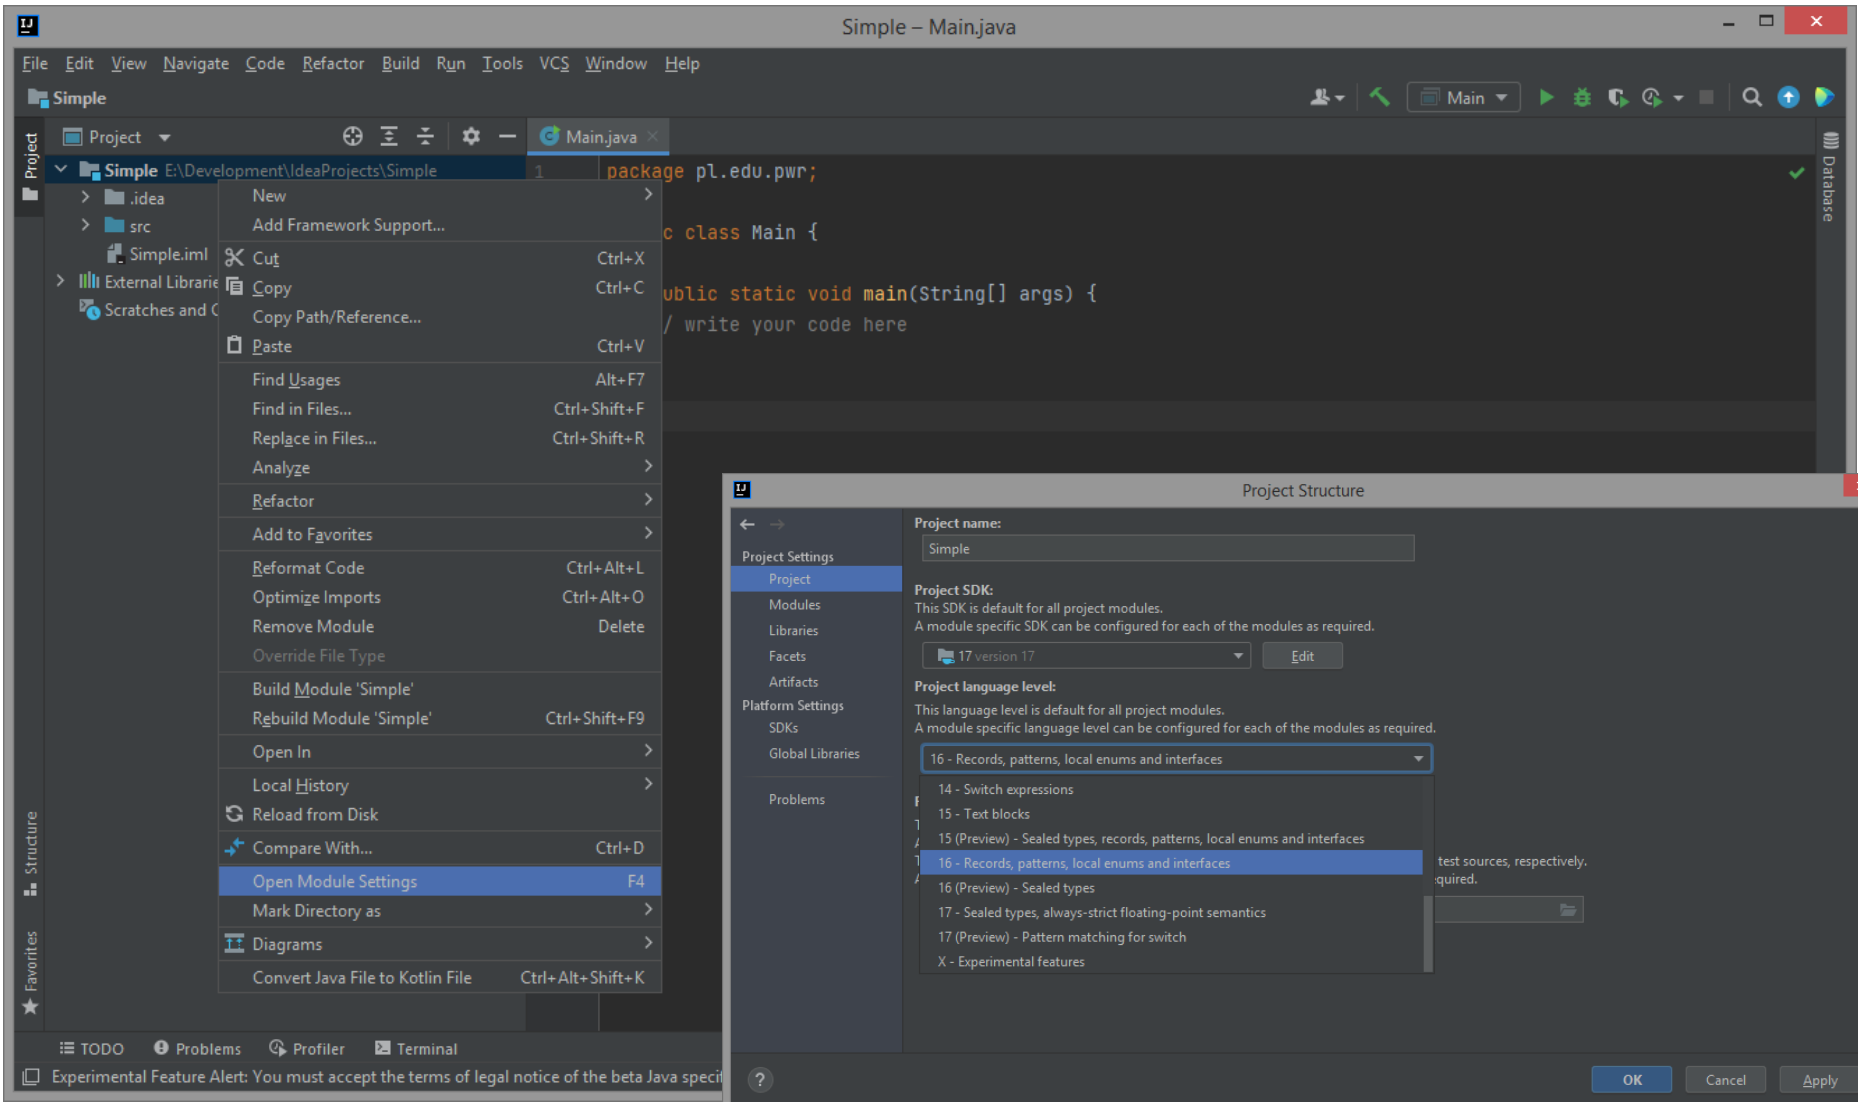 Simple – Main.java
File Edit View Navigate Code Refactor Build Run Tools VCS Window Help
Simple
Main
Project
Main.java
Project
Simple E:\Development\IdeaProjects\Simple
.idea
src
Simple.iml
External Librarie
Scratches and C
1 package pl.edu.pwr;
c class Main {
ublic static void main(String[] args) {
/ write your code here
Database
New
Add Framework Support...
Cut Ctrl+X
Copy Ctrl+C
Copy Path/Reference...
Paste Ctrl+V
Find Usages Alt+F7
Find in Files... Ctrl+Shift+F
Replace in Files... Ctrl+Shift+R
Analyze
Refactor
Add to Favorites
Reformat Code Ctrl+Alt+L
Optimize Imports Ctrl+Alt+O
Remove Module Delete
Override File Type
Build Module 'Simple'
Rebuild Module 'Simple' Ctrl+Shift+F9
Open In
Local History
Reload from Disk
Compare With... Ctrl+D
Open Module Settings F4
Mark Directory as
Diagrams
Convert Java File to Kotlin File Ctrl+Alt+Shift+K
Structure
Favorites
Project Structure
Project Settings
Project
Modules
Libraries
Facets
Artifacts
Platform Settings
SDKs
Global Libraries
Problems
Project name:
Simple
Project SDK:
This SDK is default for all project modules.
A module specific SDK can be configured for each of the modules as required.
17 version 17 Edit
Project language level:
This language level is default for all project modules.
A module specific language level can be configured for each of the modules as required.
16 - Records, patterns, local enums and interfaces
14 - Switch expressions
15 - Text blocks
15 (Preview) - Sealed types, records, patterns, local enums and interfaces
16 - Records, patterns, local enums and interfaces
test sources, respectively.
quired.
16 (Preview) - Sealed types
17 - Sealed types, always-strict floating-point semantics
17 (Preview) - Pattern matching for switch
X - Experimental features
OK Cancel Apply
TODO Problems Profiler Terminal
Experimental Feature Alert: You must accept the terms of legal notice of the beta Java specif